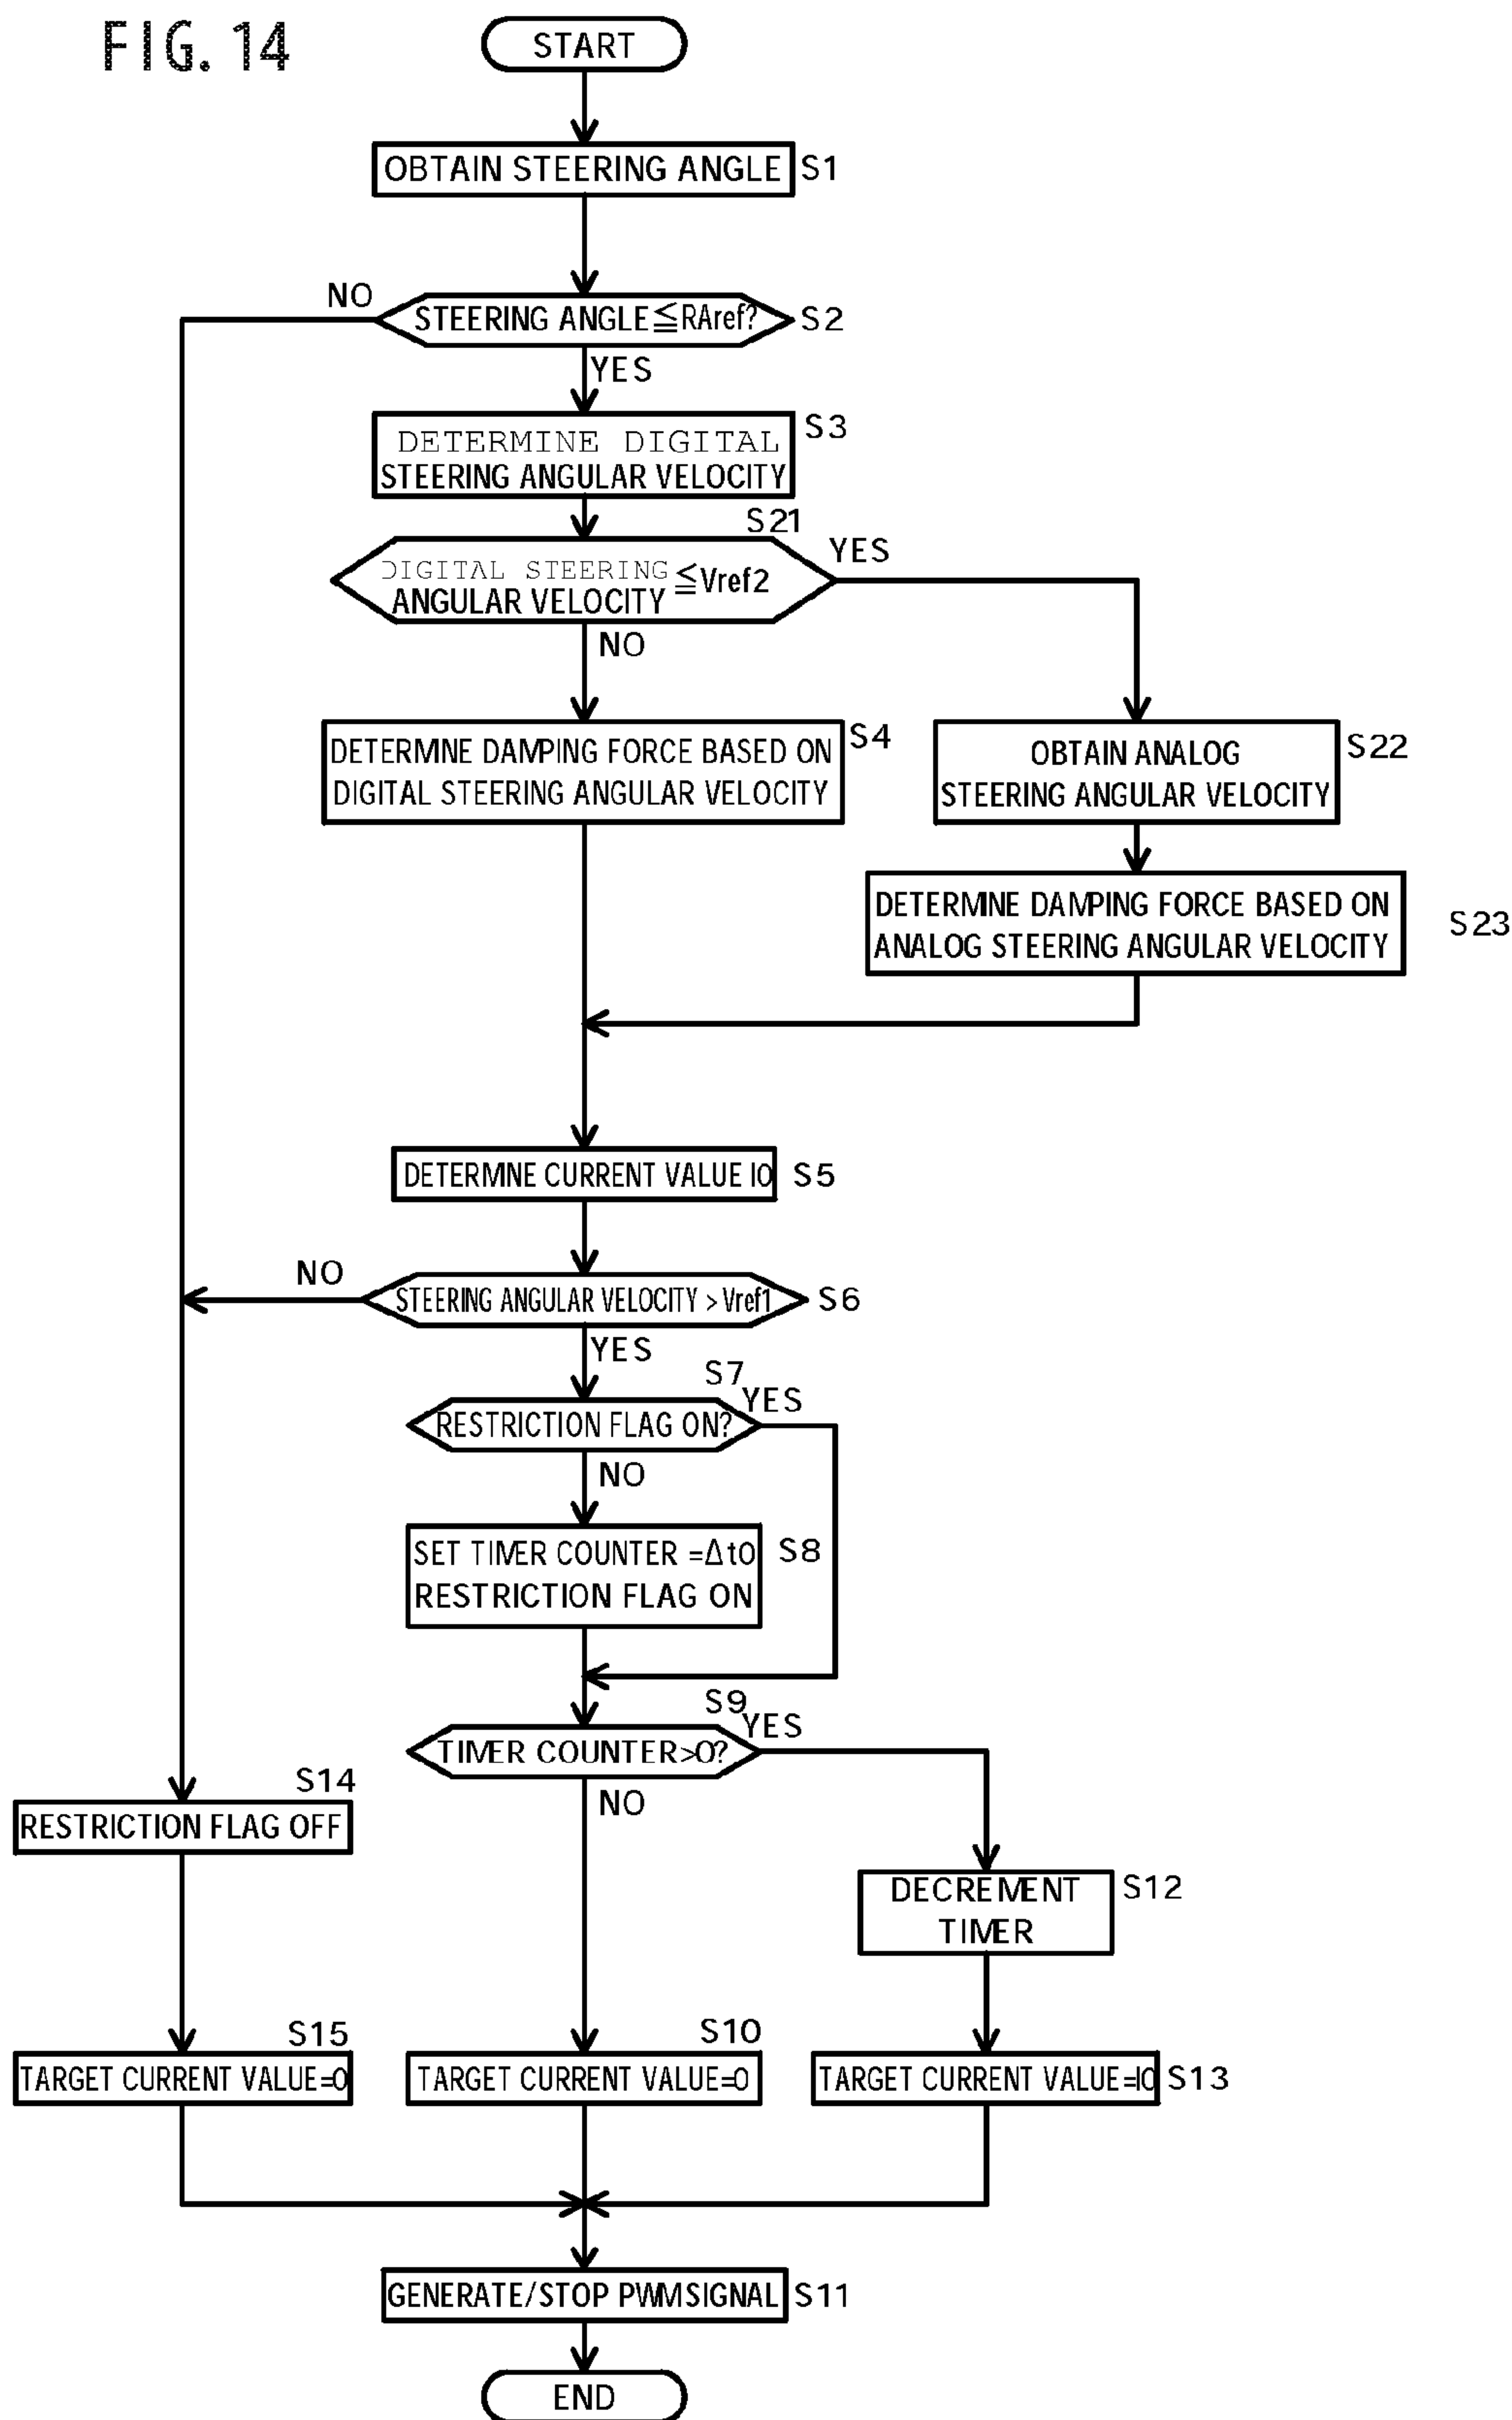 FIG. 14
START
OBTAIN STEERING ANGLE
S1
NO
STEERING ANGLE≦RAref?
S2
YES
DETERMINE DIGITAL
STEERING ANGULAR VELOCITY
S3
S21
DIGITAL STEERING
ANGULAR VELOCITY
≦Vref2
YES
NO
DETERMINE DAMPING FORCE BASED ON
DIGITAL STEERING ANGULAR VELOCITY
S4
OBTAIN ANALOG
STEERING ANGULAR VELOCITY
S22
DETERMINE DAMPING FORCE BASED ON
ANALOG STEERING ANGULAR VELOCITY
S23
DETERMINE CURRENT VALUE I0
S5
NO
STEERING ANGULAR VELOCITY > Vref1
S6
YES
S7
YES
RESTRICTION FLAG ON?
NO
SET TIMER COUNTER =Δt0
RESTRICTION FLAG ON
S8
S9
YES
TIMER COUNTER>0?
NO
S14
RESTRICTION FLAG OFF
DECREMENT
TIMER
S12
S15
TARGET CURRENT VALUE=0
S10
TARGET CURRENT VALUE=0
TARGET CURRENT VALUE=I0
S13
GENERATE/STOP PWMSIGNAL
S11
END